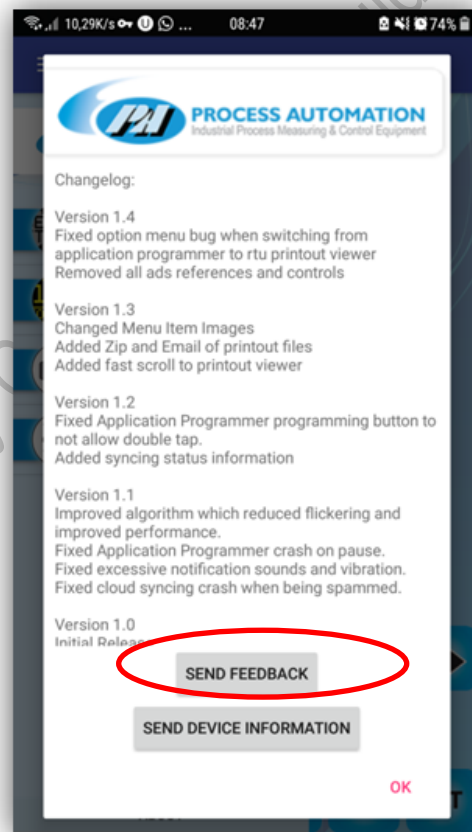 10,29K/s ... 08:47 74%
PAI PROCESS AUTOMATION
Industrial Process Measuring & Control Equipment
Changelog:
Version 1.4
Fixed option menu bug when switching from
application programmer to rtu printout viewer
Removed all ads references and controls
Version 1.3
Changed Menu Item Images
Added Zip and Email of printout files
Added fast scroll to printout viewer
Version 1.2
Fixed Application Programmer programming button to
not allow double tap.
Added syncing status information
Version 1.1
Improved algorithm which reduced flickering and
improved performance.
Fixed Application Programmer crash on pause.
Fixed excessive notification sounds and vibration.
Fixed cloud syncing crash when being spammed.
Version 1.0
Initial Release
SEND FEEDBACK
SEND DEVICE INFORMATION
OK